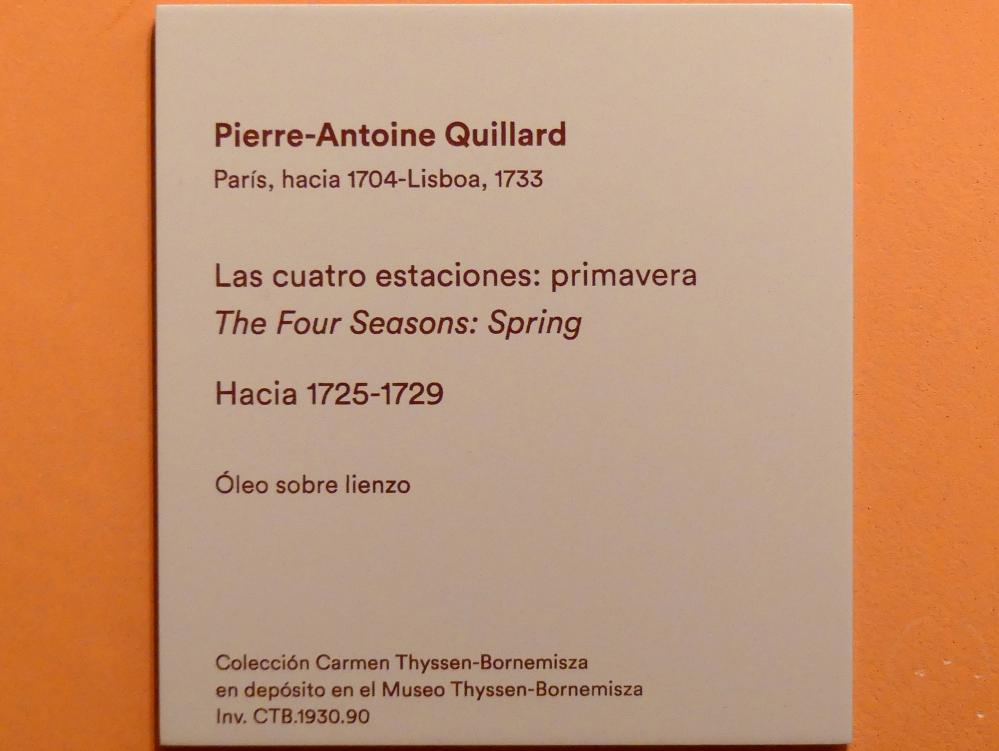 Pierre-Antoine Quillard
París, hacia 1704-Lisboa, 1733
Las cuatro estaciones: primavera
The Four Seasons: Spring
Hacia 1725-1729
Óleo sobre lienzo
Colección Carmen Thyssen-Bornemisza
en depósito en el Museo Thyssen-Bornemisza
Inv. CTB.1930.90